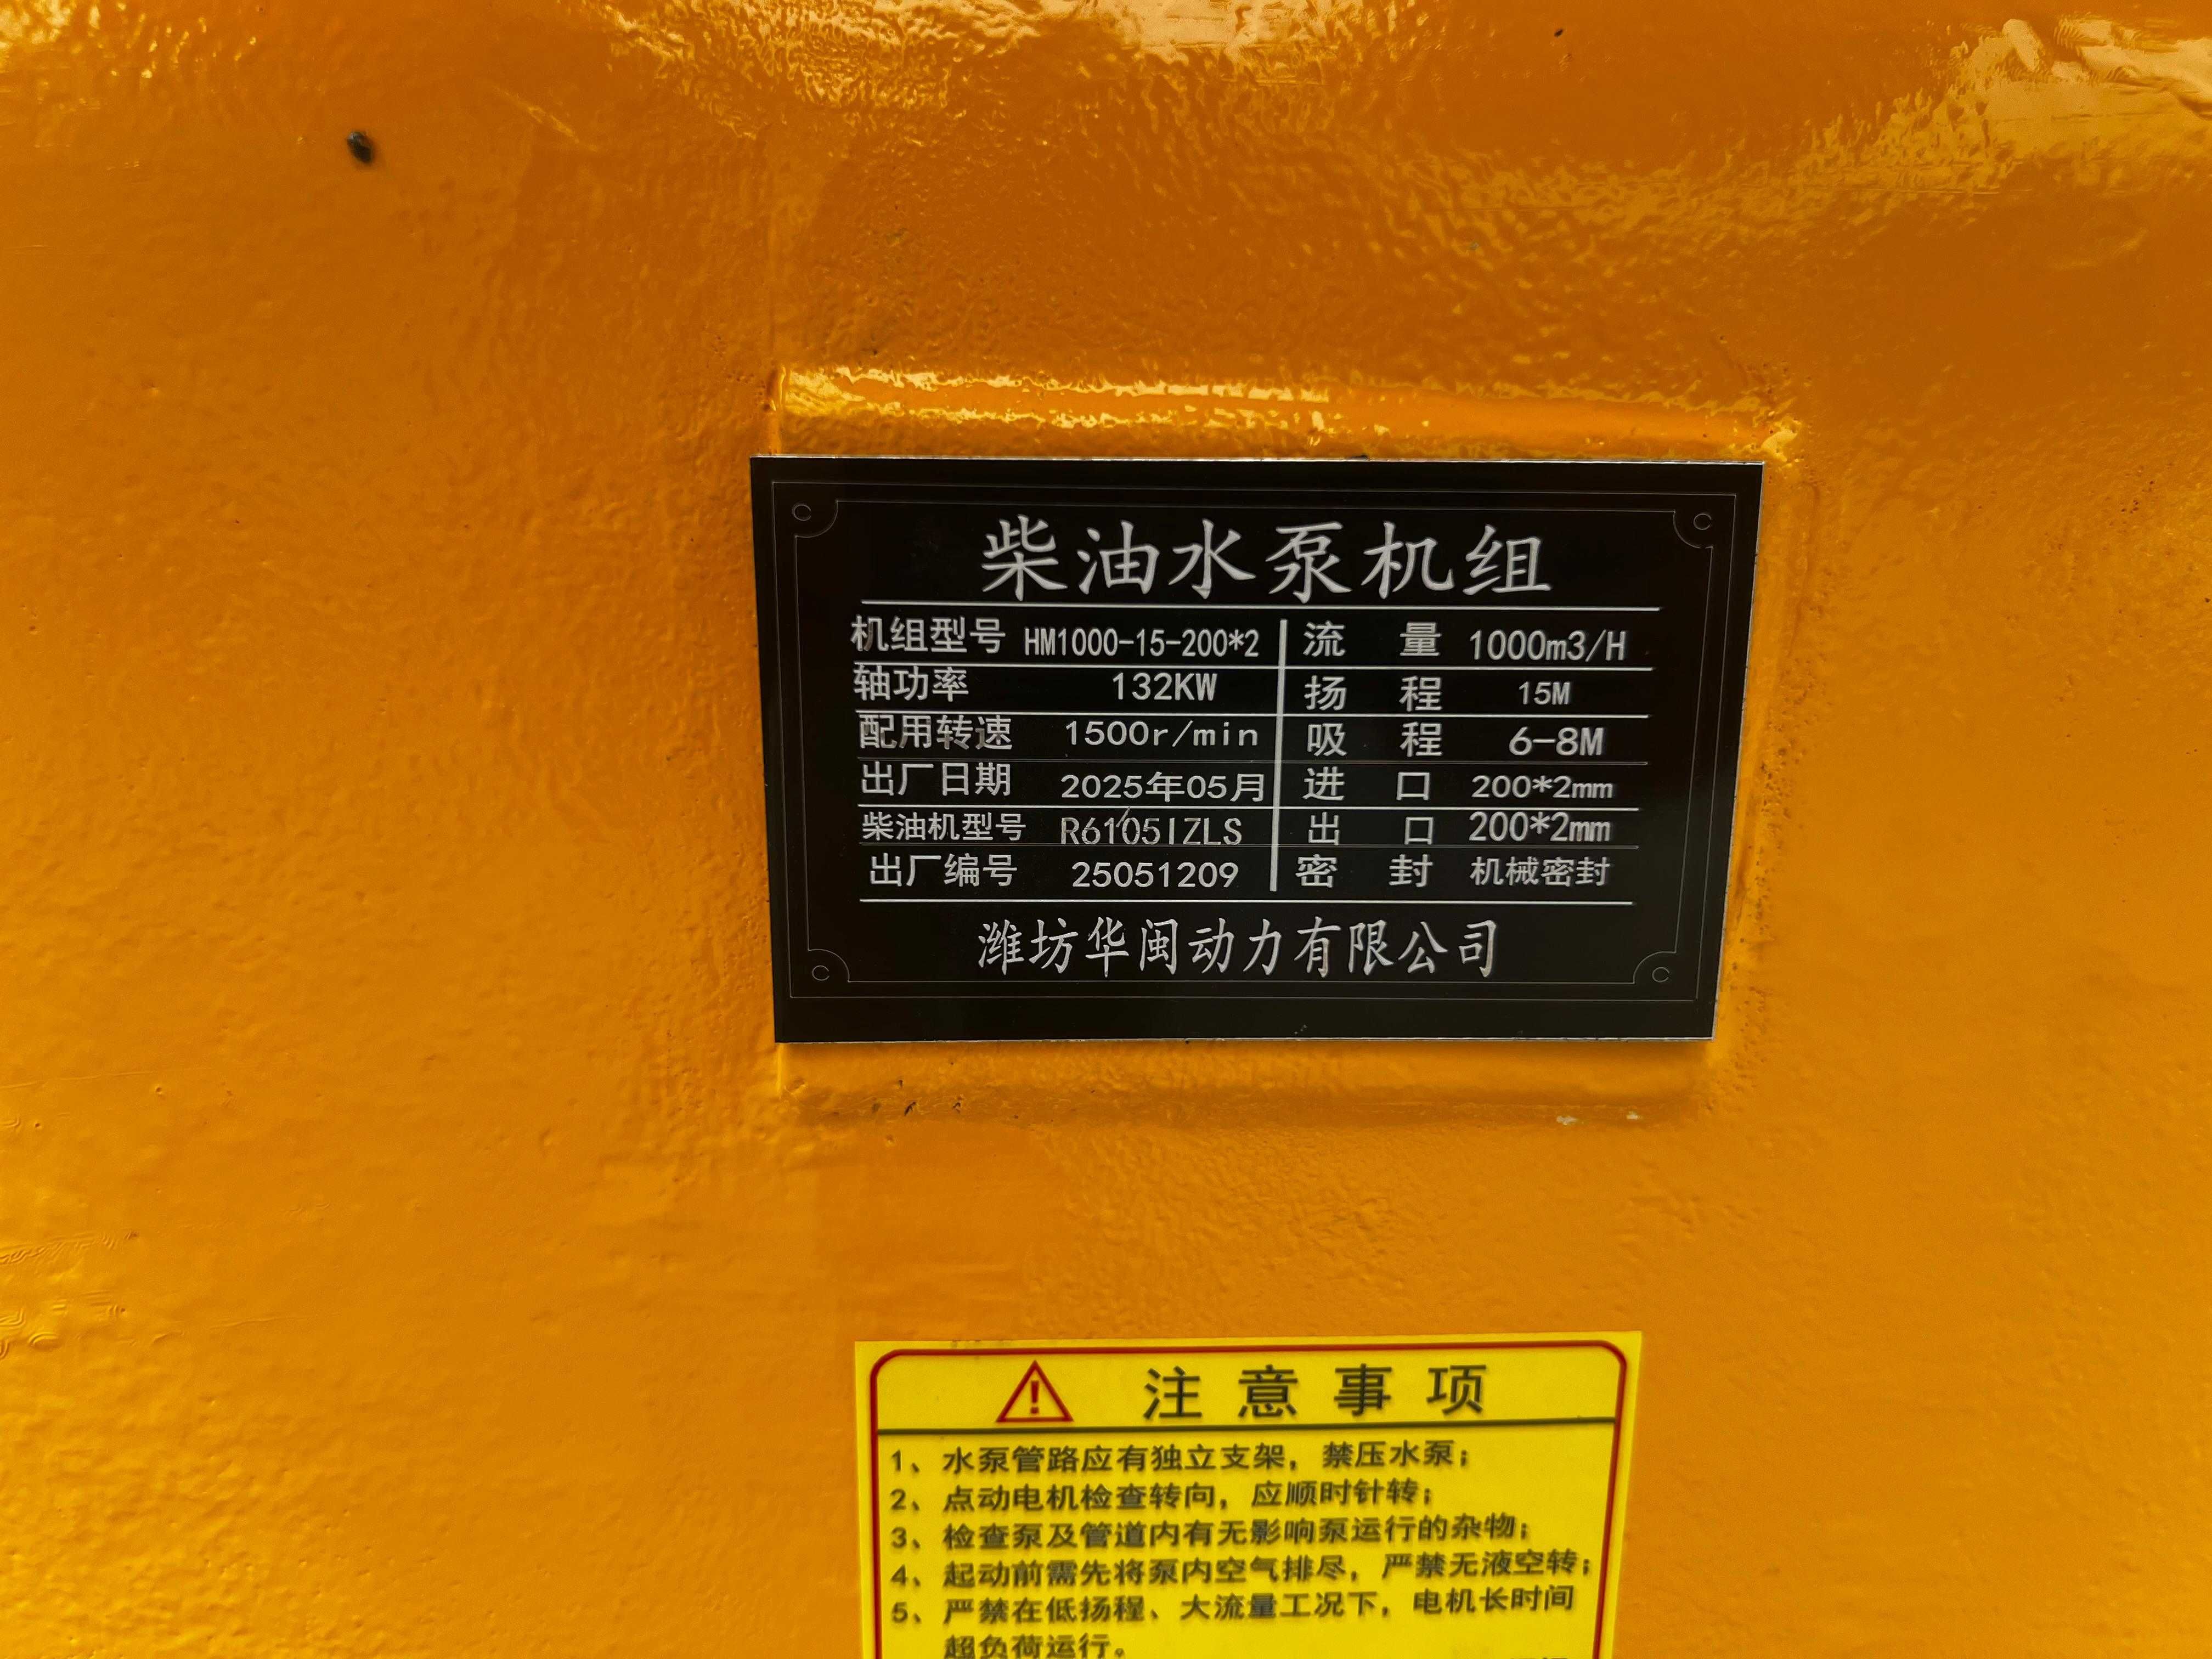 柴油水泵机组
机组型号 HM1000-15-200*2 流 量 1000m3/H
轴功率 132KW 扬 程 15M
配用转速 1500r/min 吸 程 6-8M
出厂日期 2025年05月 进 口 200*2mm
柴油机型号 R6105IZLS 出 口 200*2mm
出厂编号 25051209 密 封 机械密封
潍坊华闽动力有限公司
注意事项
1、水泵管路应有独立支架，禁压水泵；
2、点动电机检查转向，应顺时针转；
3、检查泵及管道内有无影响泵运行的杂物；
4、起动前需先将泵内空气排尽，严禁无液空转；
5、严禁在低扬程、大流量工况下，电机长时间
超负荷运行。